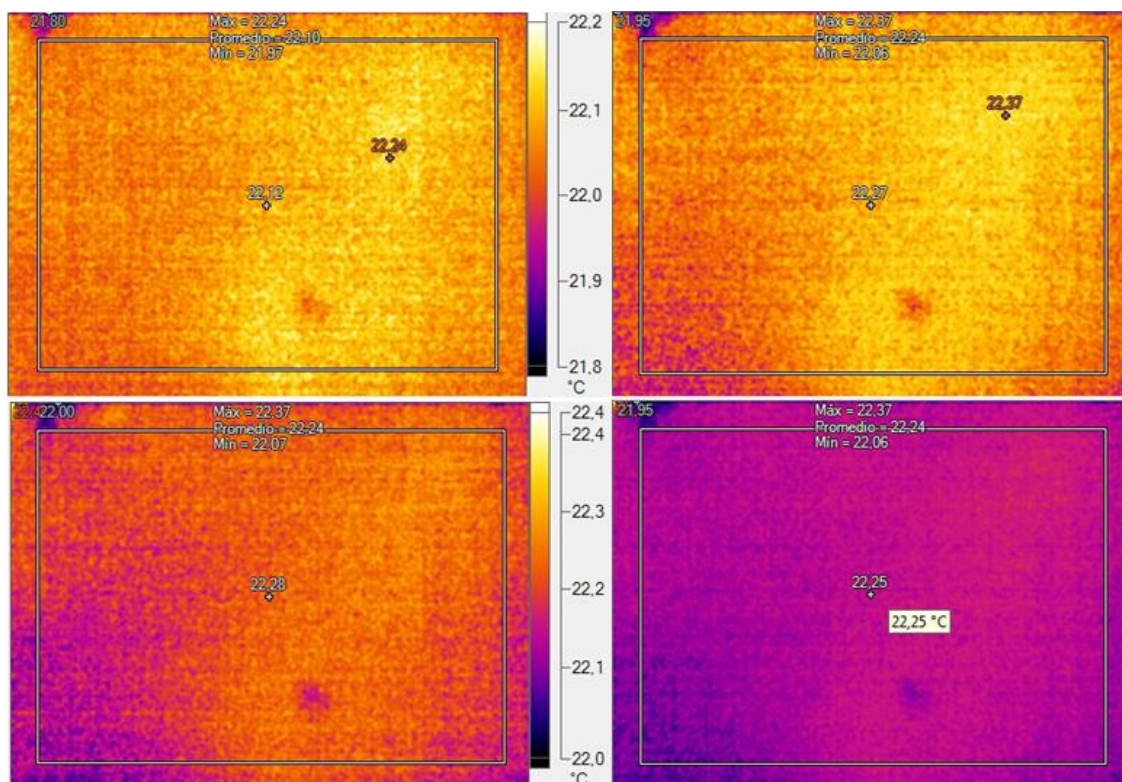 21,80
Máx = 22,24
Promedio = 22,10
Mín = 21,97
22,24
22,12
22,2
22,1
22,0
21,9
21,8
°C
21,95
Máx = 22,37
Promedio = 22,24
Mín = 22,06
22,37
22,27
22,00
Máx = 22,37
Promedio = 22,24
Mín = 22,07
22,28
22,4
22,4
22,3
22,2
22,1
22,0
°C
21,95
Máx = 22,37
Promedio = 22,24
Mín = 22,06
22,25
22,25 °C